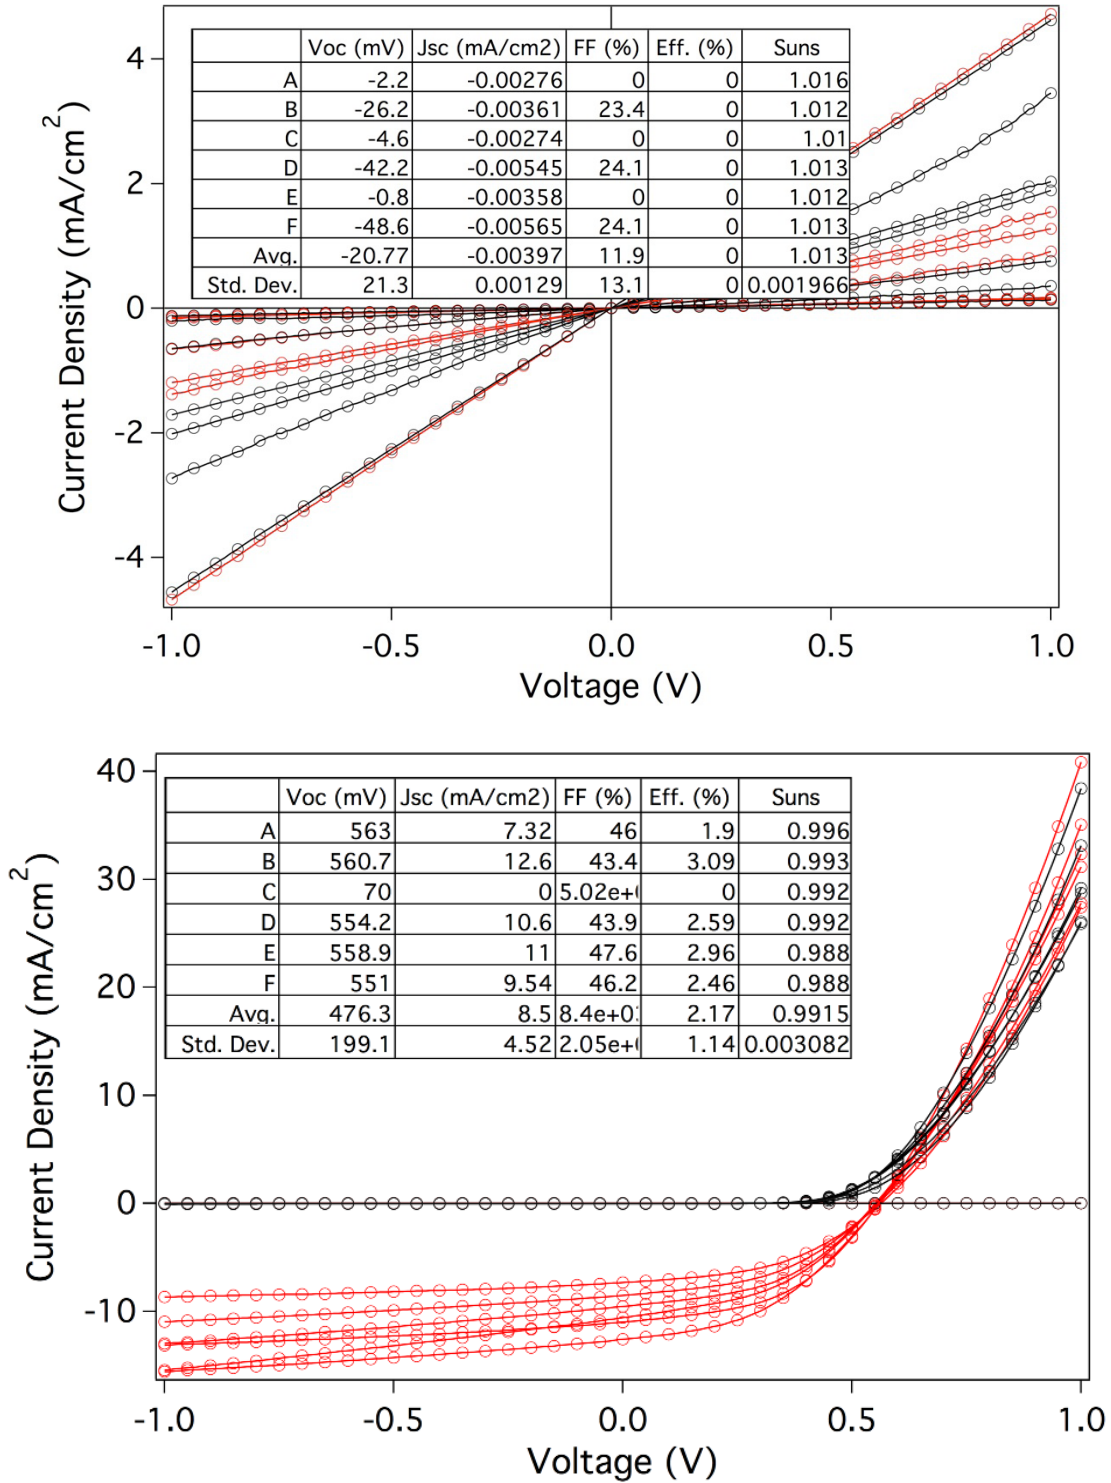 Voc (mV) Jsc (mA/cm2) FF (%) Eff. (%) Suns
A -2.2 -0.00276 0 0 1.016
B -26.2 -0.00361 23.4 0 1.012
C -4.6 -0.00274 0 0 1.01
D -42.2 -0.00545 24.1 0 1.013
E -0.8 -0.00358 0 0 1.012
F -48.6 -0.00565 24.1 0 1.013
Avg. -20.77 -0.00397 11.9 0 1.013
Std. Dev. 21.3 0.00129 13.1 0 0.001966
4
2
0
-2
-4
Current Density (mA/cm2)
-1.0 -0.5 0.0 0.5 1.0
Voltage (V)
Voc (mV) Jsc (mA/cm2) FF (%) Eff. (%) Suns
A 563 7.32 46 1.9 0.996
B 560.7 12.6 43.4 3.09 0.993
C 70 0 5.02e+ 0 0.992
D 554.2 10.6 43.9 2.59 0.992
E 558.9 11 47.6 2.96 0.988
F 551 9.54 46.2 2.46 0.988
Avg. 476.3 8.5 8.4e+0 2.17 0.9915
Std. Dev. 199.1 4.52 2.05e+ 1.14 0.003082
40
30
20
10
0
-10
Current Density (mA/cm2)
-1.0 -0.5 0.0 0.5 1.0
Voltage (V)